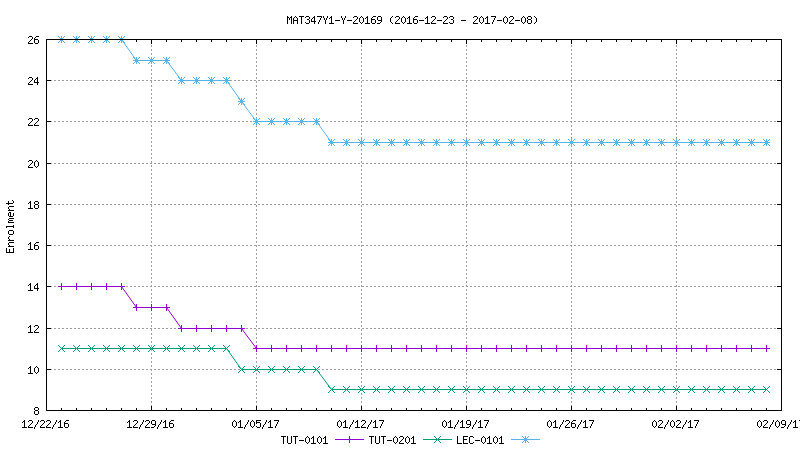 MAT347Y1-Y-20169 (2016-12-23 - 2017-02-08)
26
24
22
20
18
16
14
12
10
8
Enrolment
12/22/16 12/29/16 01/05/17 01/12/17 01/19/17 01/26/17 02/02/17 02/09/17
TUT-0101 TUT-0201 LEC-0101